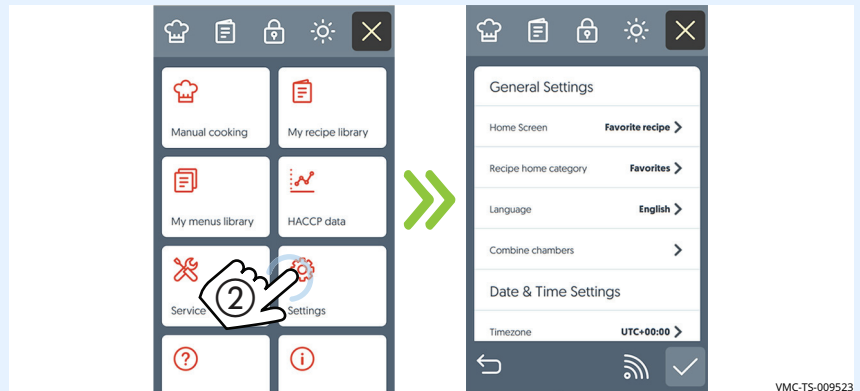 Manual cooking
My recipe library
My menus library
HACCP data
Service
2
Settings
General Settings
Home Screen Favorite recipe
Recipe home category Favorites
Language English
Combine chambers
Date & Time Settings
Timezone UTC+00:00
VMC-TS-009523